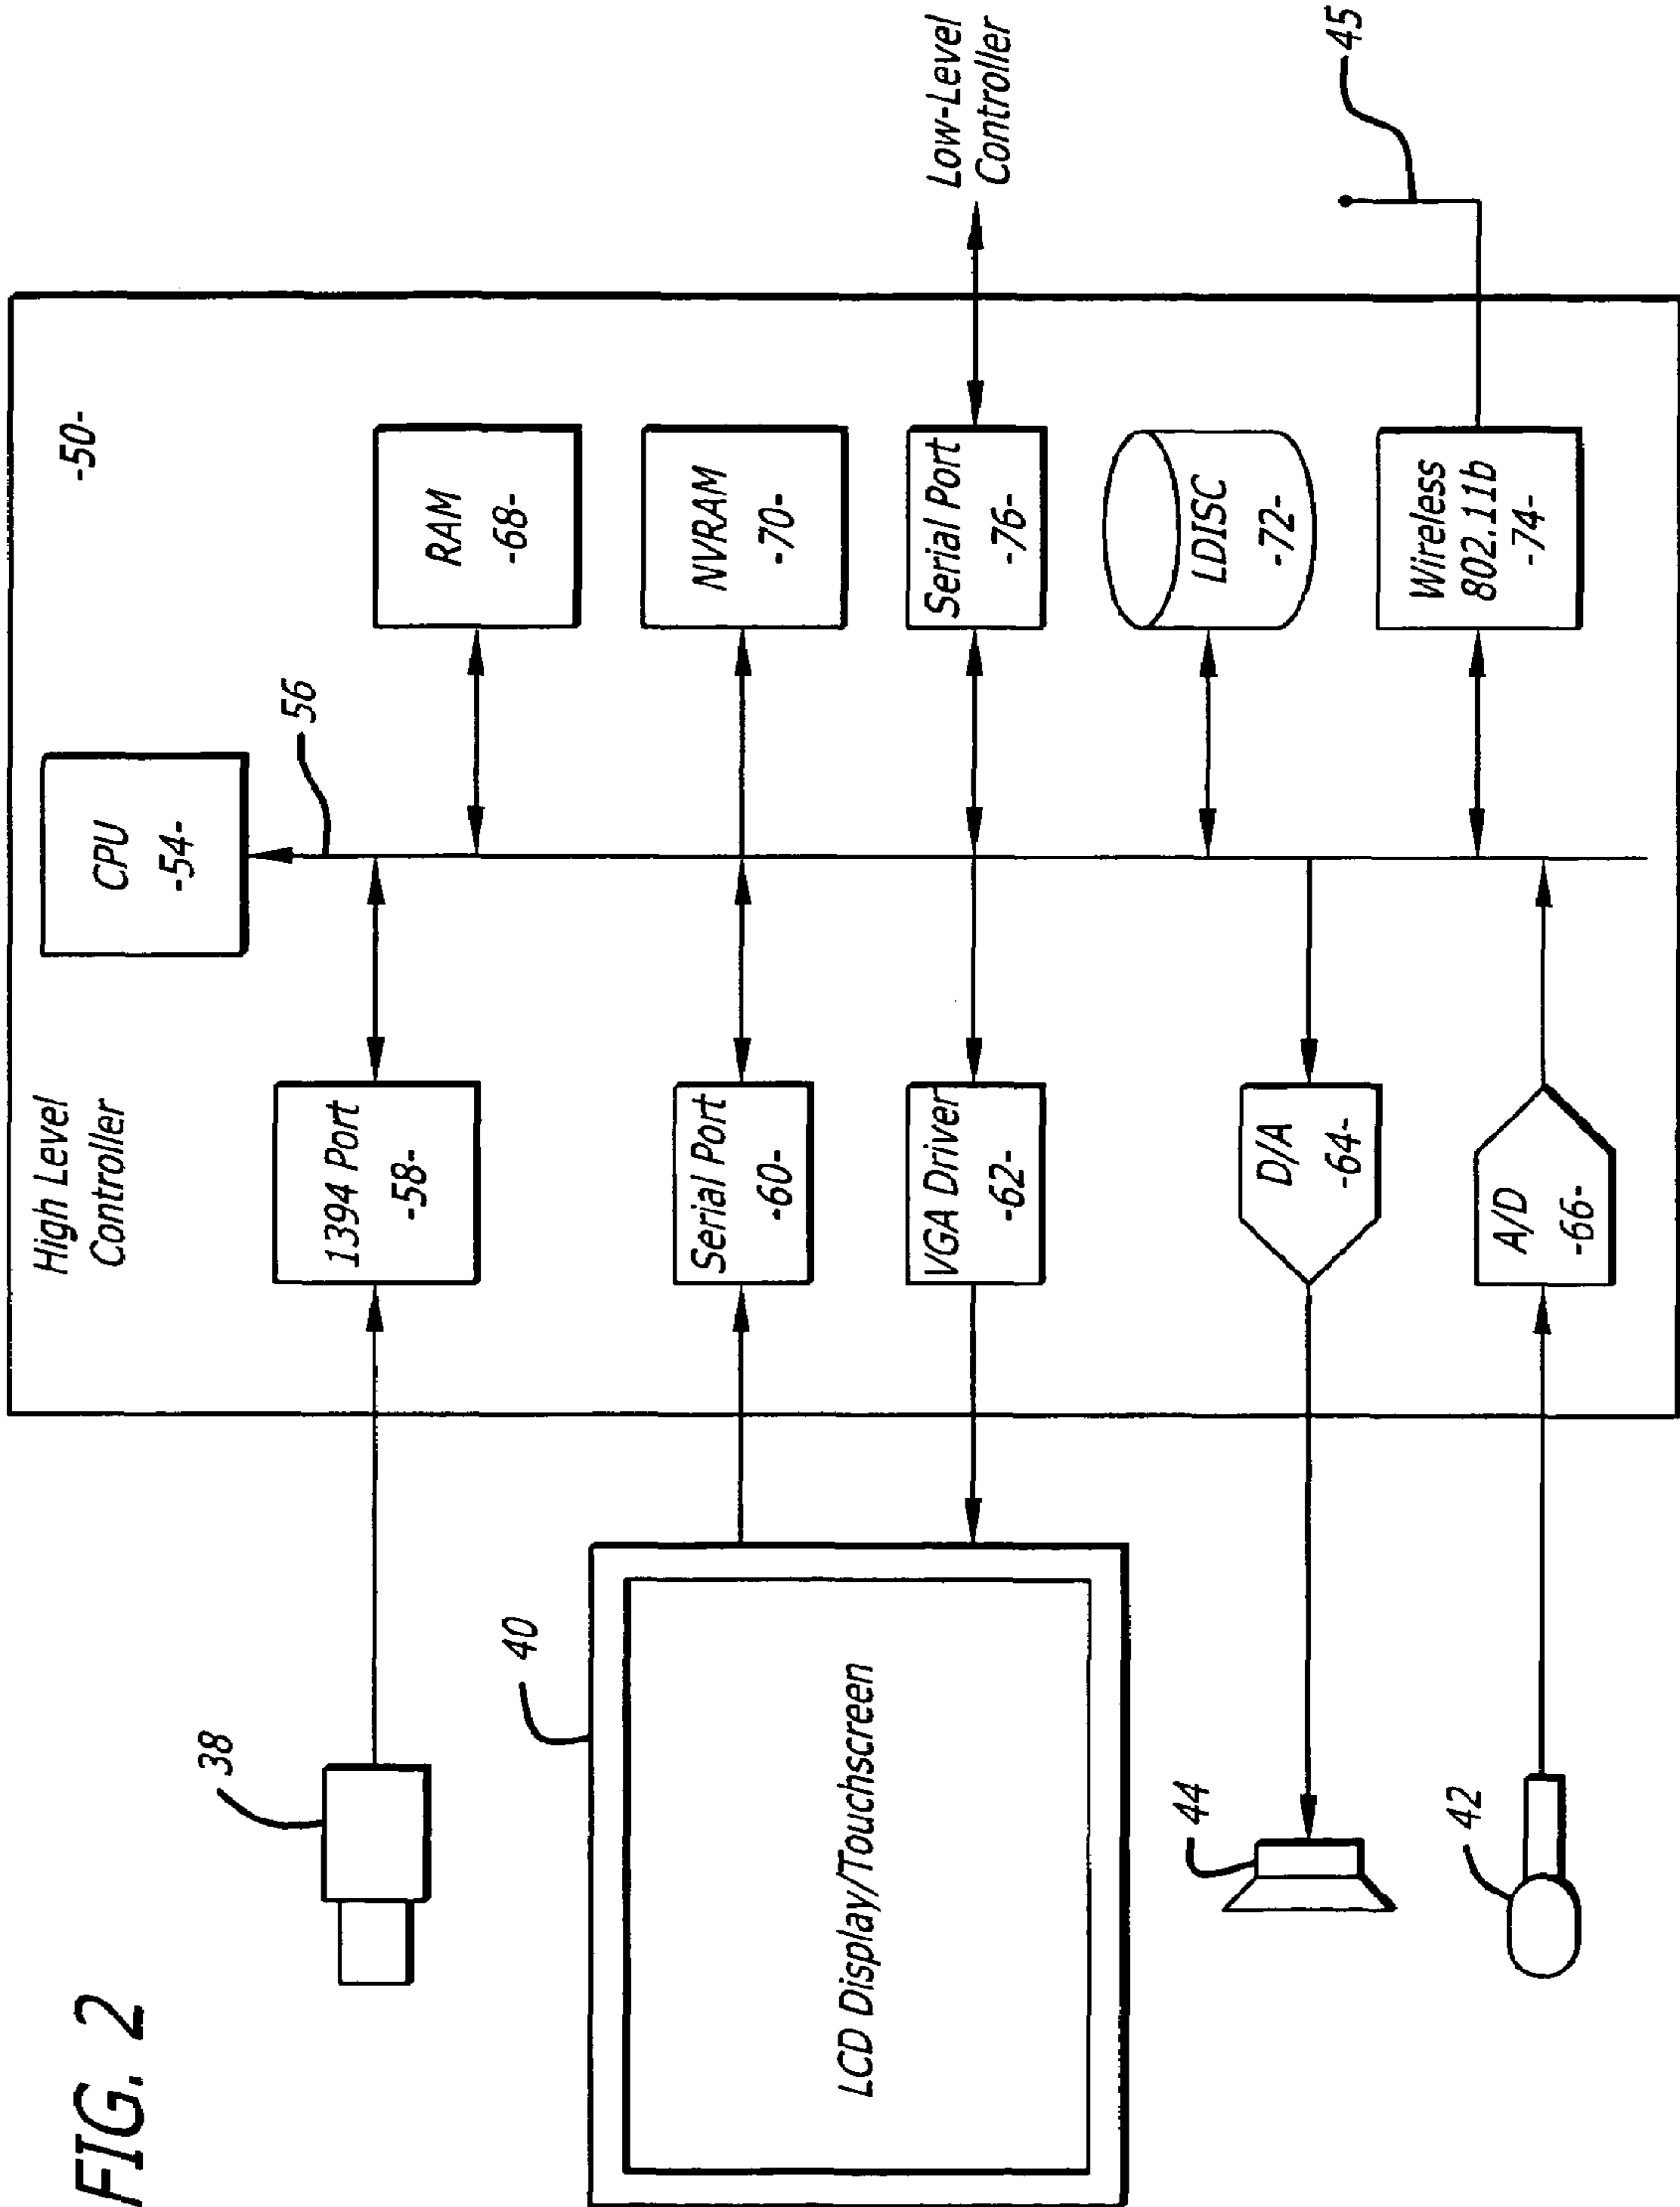 FIG. 2
High Level
Controller
-50-
CPU
-54-
56
38
1394 Port
-58-
RAM
-68-
40
LCD Display/Touchscreen
Serial Port
-60-
NVRAM
-70-
VGA Driver
-62-
Serial Port
-76-
Low-Level
Controller
44
D/A
-64-
LDISC
-72-
42
A/D
-66-
Wireless
802.11b
-74-
45